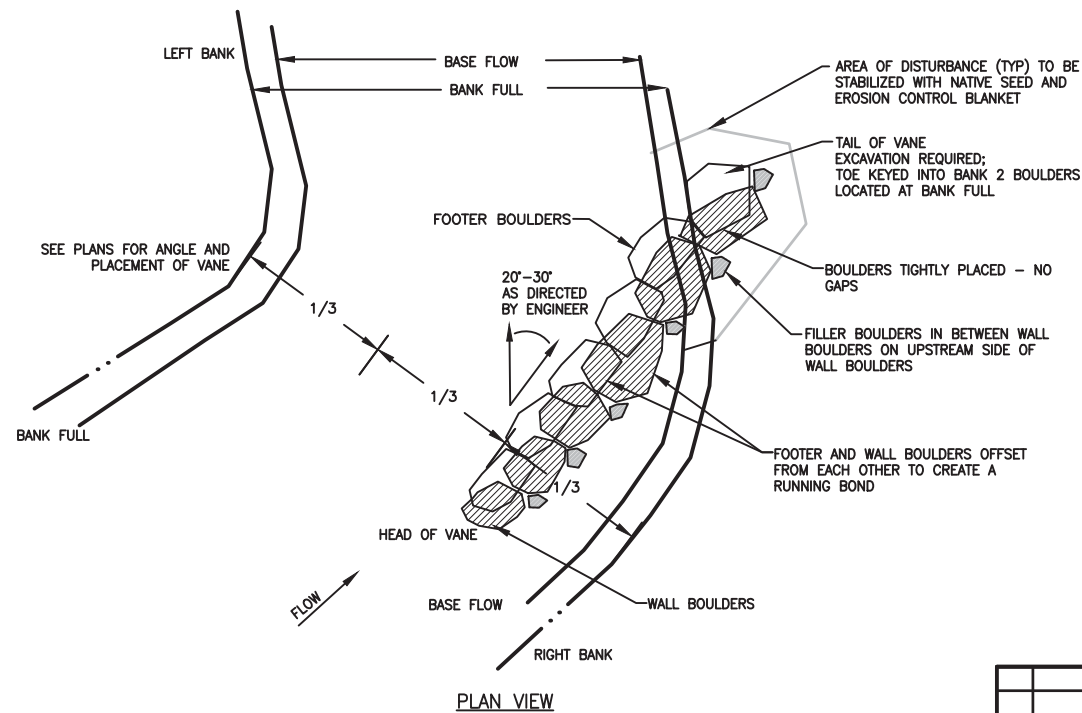 LEFT BANK
BASE FLOW
BANK FULL
AREA OF DISTURBANCE (TYP) TO BE
STABILIZED WITH NATIVE SEED AND
EROSION CONTROL BLANKET
TAIL OF VANE
EXCAVATION REQUIRED;
TOE KEYED INTO BANK 2 BOULDERS
LOCATED AT BANK FULL
FOOTER BOULDERS
SEE PLANS FOR ANGLE AND
PLACEMENT OF VANE
20°-30°
AS DIRECTED
BY ENGINEER
BOULDERS TIGHTLY PLACED – NO
GAPS
1/3
FILLER BOULDERS IN BETWEEN WALL
BOULDERS ON UPSTREAM SIDE OF
WALL BOULDERS
1/3
BANK FULL
FOOTER AND WALL BOULDERS OFFSET
FROM EACH OTHER TO CREATE A
RUNNING BOND
1/3
HEAD OF VANE
FLOW
BASE FLOW
WALL BOULDERS
RIGHT BANK
PLAN VIEW